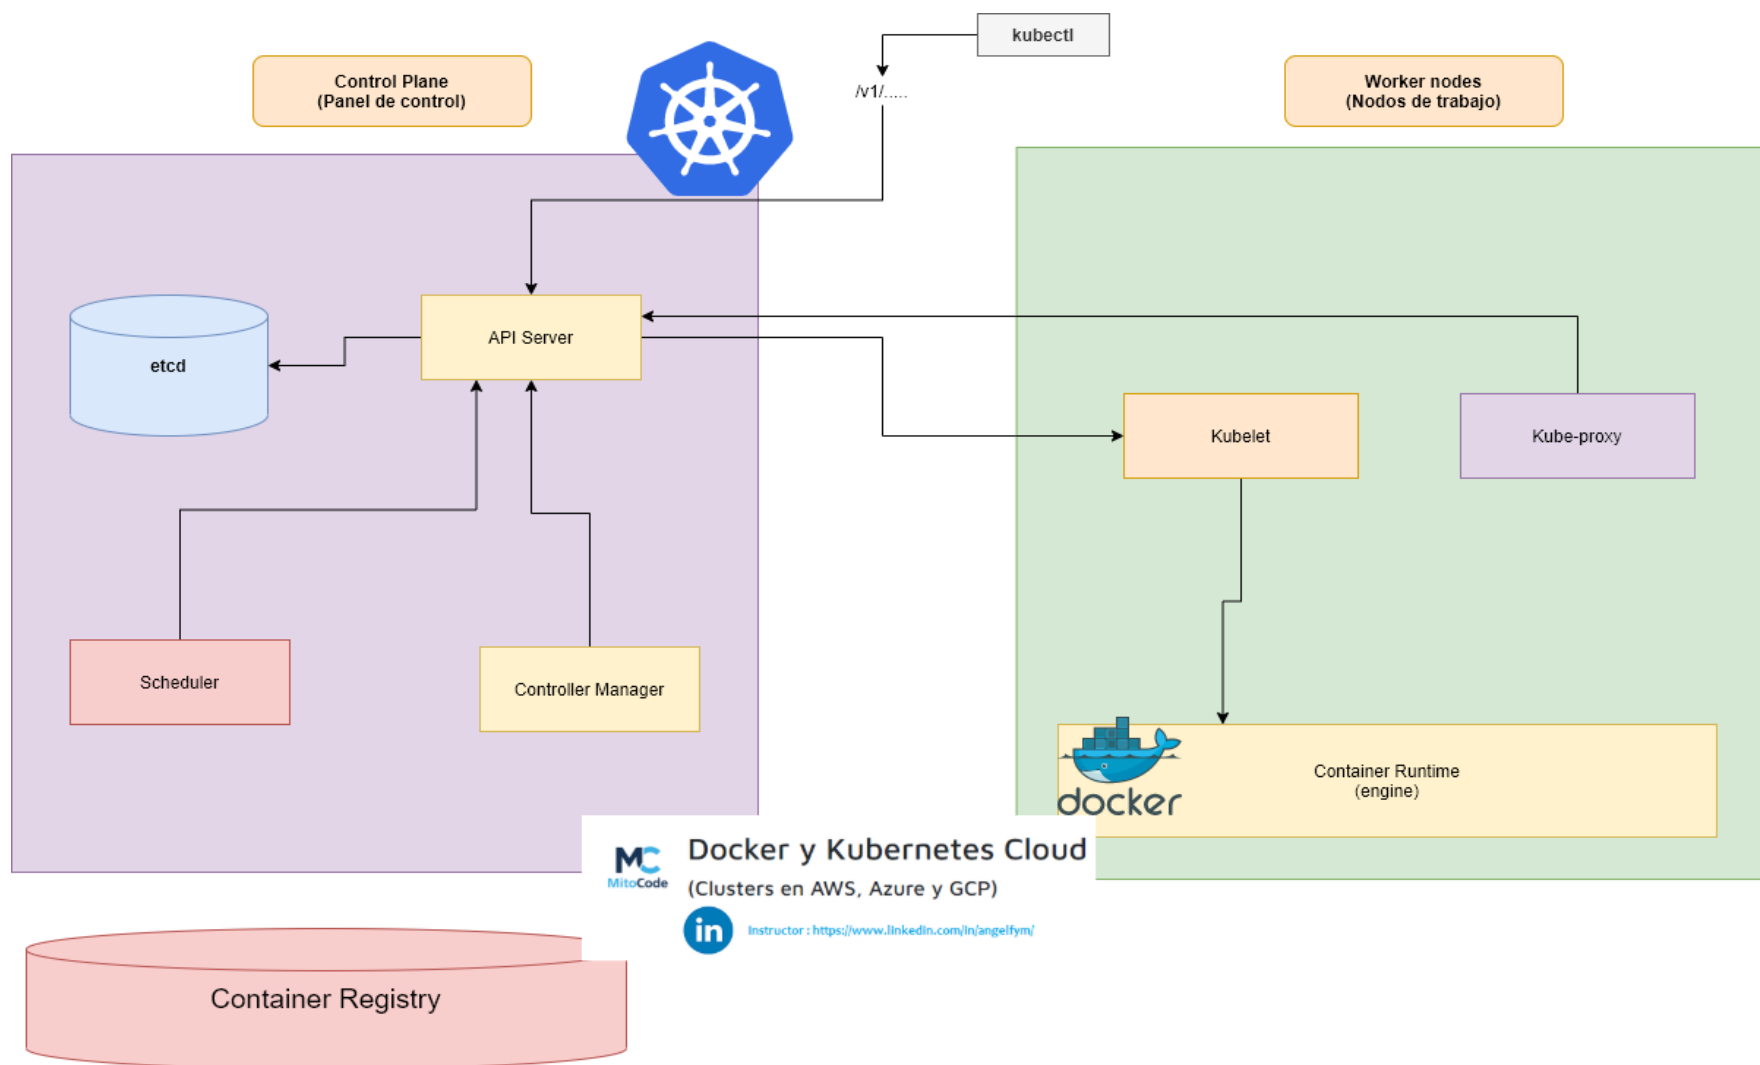 kubectl
Control Plane
(Panel de control)
/v1/.....
Worker nodes
(Nodos de trabajo)
API Server
etcd
Kubelet
Kube-proxy
Scheduler
Controller Manager
Container Runtime
(engine)
docker
Docker y Kubernetes Cloud
MC
MitoCode
(Clusters en AWS, Azure y GCP)
in
Instructor : https://www.linkedin.com/in/angelfym/
Container Registry